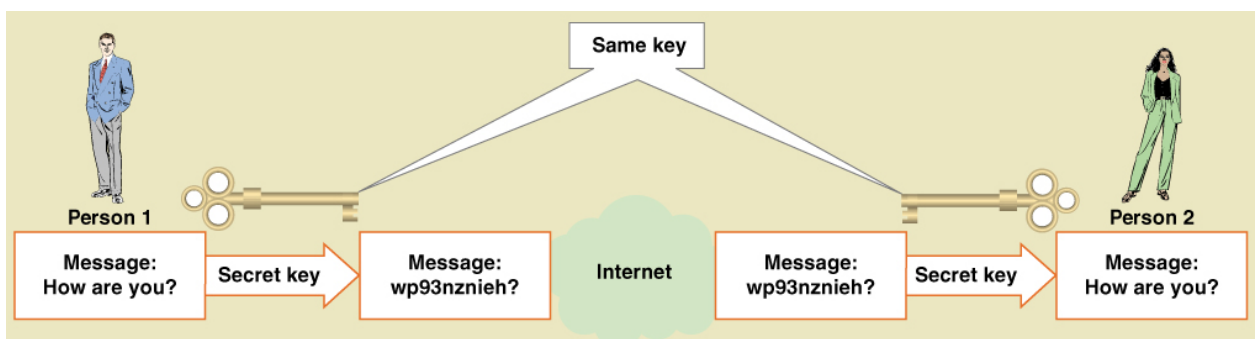 Same key
Person 1
Person 2
Message:
How are you?
Secret key
Message:
wp93nznieh?
Internet
Message:
wp93nznieh?
Secret key
Message:
How are you?